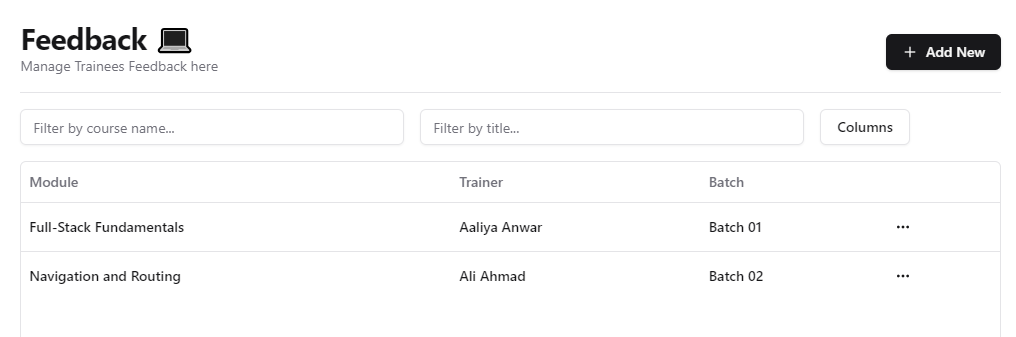 Feedback 💻
Manage Trainees Feedback here
+ Add New
Filter by course name...
Filter by title...
Columns
Module Trainer Batch
Full-Stack Fundamentals Aaliya Anwar Batch 01 ...
Navigation and Routing Ali Ahmad Batch 02 ...